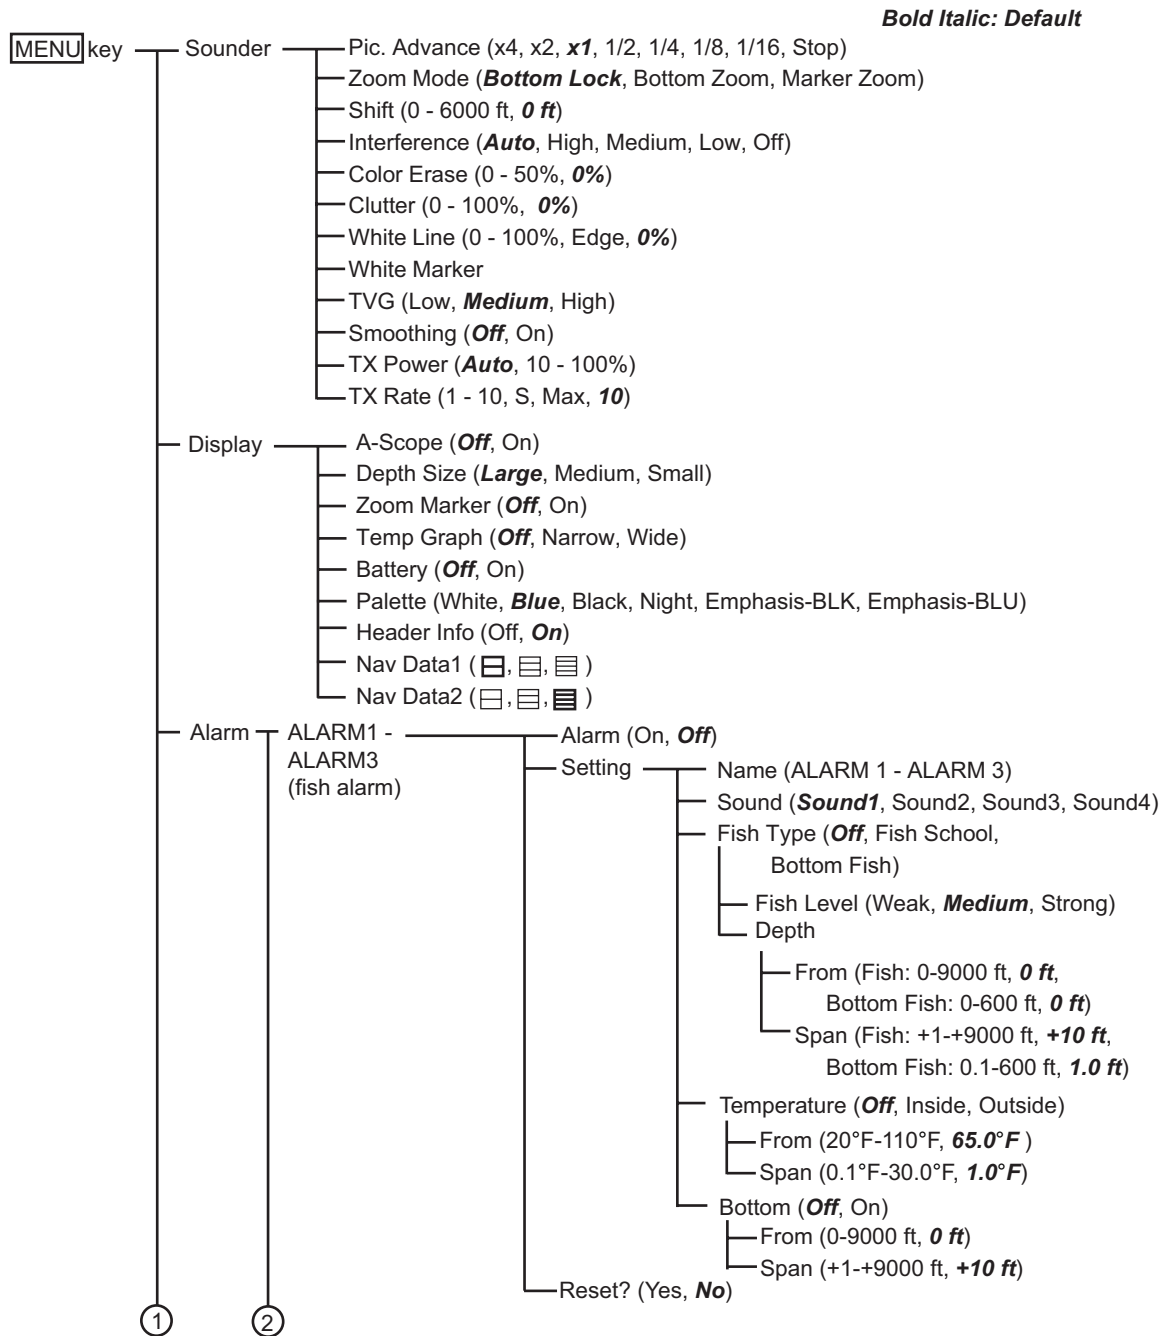 Bold Italic: Default
MENU key
Sounder
Pic. Advance (x4, x2, x1, 1/2, 1/4, 1/8, 1/16, Stop)
Zoom Mode (Bottom Lock, Bottom Zoom, Marker Zoom)
Shift (0 - 6000 ft, 0 ft)
Interference (Auto, High, Medium, Low, Off)
Color Erase (0 - 50%, 0%)
Clutter (0 - 100%, 0%)
White Line (0 - 100%, Edge, 0%)
White Marker
TVG (Low, Medium, High)
Smoothing (Off, On)
TX Power (Auto, 10 - 100%)
TX Rate (1 - 10, S, Max, 10)
Display
A-Scope (Off, On)
Depth Size (Large, Medium, Small)
Zoom Marker (Off, On)
Temp Graph (Off, Narrow, Wide)
Battery (Off, On)
Palette (White, Blue, Black, Night, Emphasis-BLK, Emphasis-BLU)
Header Info (Off, On)
Nav Data1 ( , , )
Nav Data2 ( , , )
Alarm
ALARM1 -
ALARM3
(fish alarm)
Alarm (On, Off)
Setting
Name (ALARM 1 - ALARM 3)
Sound (Sound1, Sound2, Sound3, Sound4)
Fish Type (Off, Fish School,
Bottom Fish)
Fish Level (Weak, Medium, Strong)
Depth
From (Fish: 0-9000 ft, 0 ft,
Bottom Fish: 0-600 ft, 0 ft)
Span (Fish: +1-+9000 ft, +10 ft,
Bottom Fish: 0.1-600 ft, 1.0 ft)
Temperature (Off, Inside, Outside)
From (20°F-110°F, 65.0°F )
Span (0.1°F-30.0°F, 1.0°F)
Bottom (Off, On)
From (0-9000 ft, 0 ft)
Span (+1-+9000 ft, +10 ft)
Reset? (Yes, No)
1
2